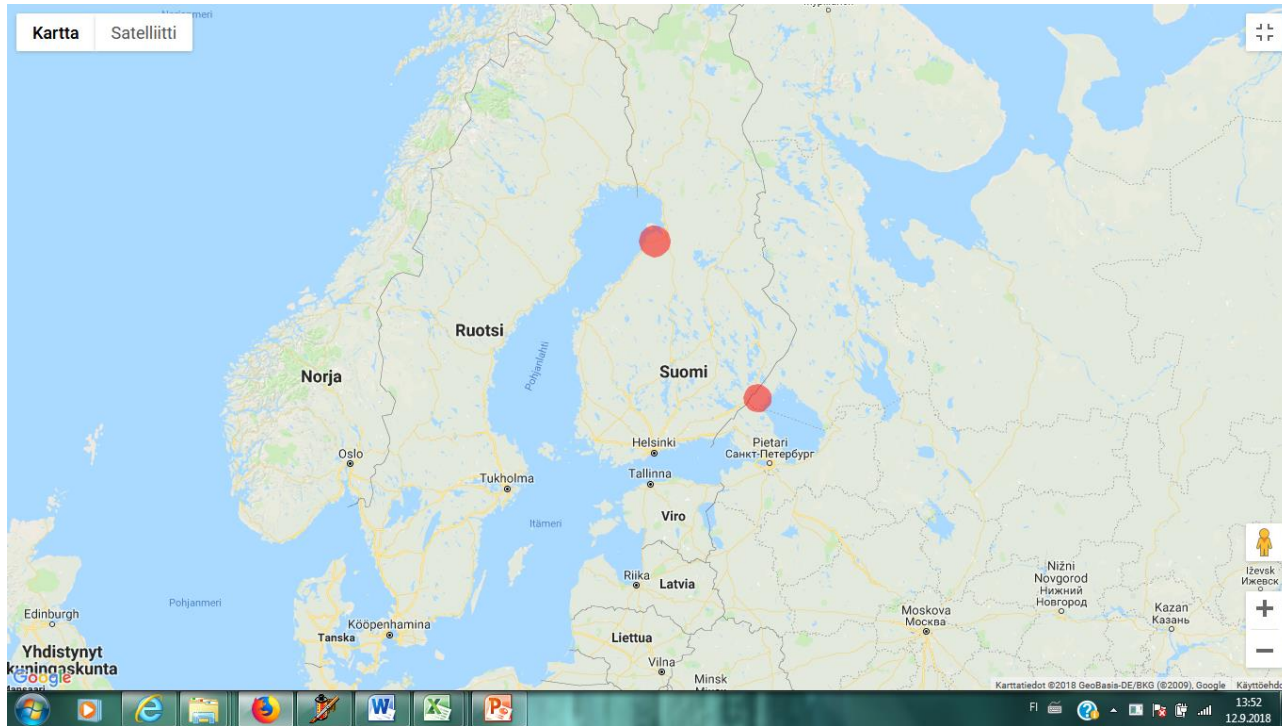 Kartta
Satelliitti
Ruotsi
Pohjanlahti
Norja
Suomi
Oslo
Helsinki
Pietari
Санкт-Петербург
Tukholma
Tallinna
Itämeri
Viro
Riika
Latvia
Nižni
Novgorod
Нижний
Новгород
Iževsk
Ижевск
Edinburgh
Pohjanmeri
Kööpenhamina
Tanska
Moskova
Москва
Kazan
Казань
Liettua
Yhdistynyt
kuningaskunta
Vilna
Minsk
Google
Karttatiedot ©2018 GeoBasis-DE/BKG (©2009), Google
Käyttöehdo
FI
13:52
12.9.2018